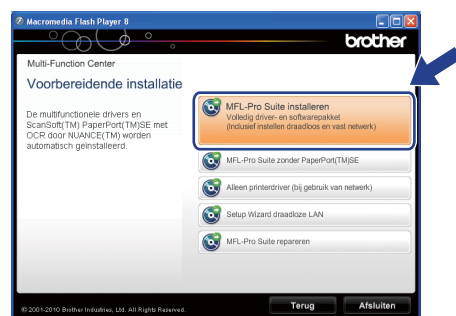 Macromedia Flash Player 8
brother
Multi-Function Center
Voorbereidende installatie
De multifunctionele drivers en
ScanSoft(TM) PaperPort(TM)SE met
OCR door NUANCE(TM) worden
automatisch geïnstalleerd.
MFL-Pro Suite installeren
Volledig driver- en softwarepakket
(Inclusief instellen draadloos en vast netwerk)
MFL-Pro Suite zonder PaperPort(TM)SE
Alleen printerdriver (bij gebruik van netwerk)
Setup Wizard draadloze LAN
MFL-Pro Suite repareren
© 2001-2010 Brother Industries, Ltd. All Rights Reserved.
Terug
Afsluiten